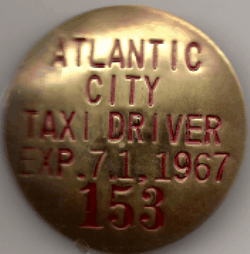 ATLANTIC
CITY
TAXI DRIVER
EXP. 7. 1. 1967
153